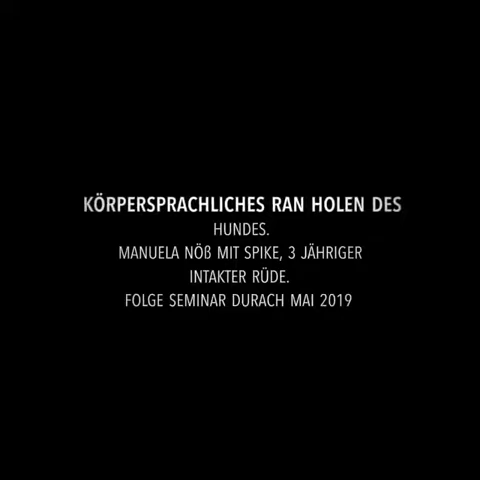 KÖRPERSPRACHLICHES RAN HOLEN DES
HUNDES.
MANUELA NÖß MIT SPIKE, 3 JÄHRIGER
INTAKTER RÜDE.
FOLGE SEMINAR DURACH MAI 2019